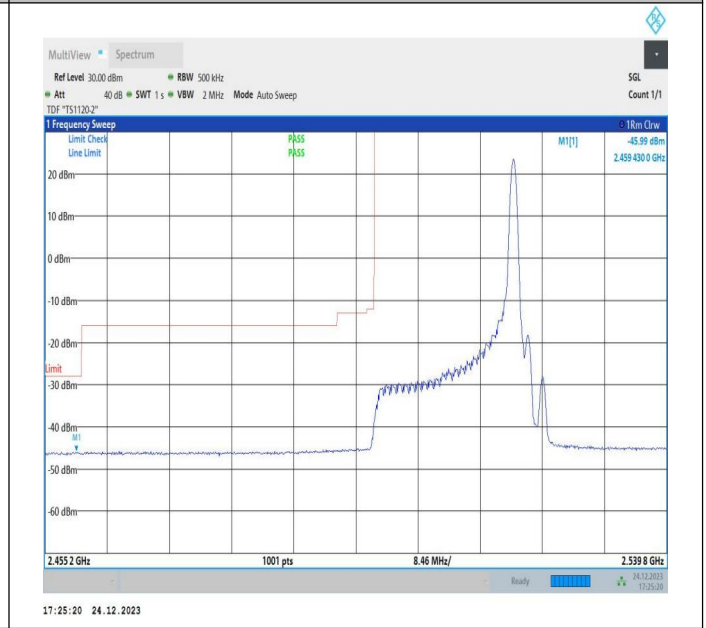 R&S
MultiView Spectrum
Ref Level 30.00 dBm RBW 500 kHz SGL
Att 40 dB SWT 1 s VBW 2 MHz Mode Auto Sweep Count 1/1
TDF "TS1120-2"
1 Frequency Sweep 1Rm Clrw
Limit Check PASS M1[1] -45.99 dBm
Line Limit PASS 2.459 430 0 GHz
20 dBm
10 dBm
0 dBm
-10 dBm
-20 dBm
Limit
-30 dBm
-40 dBm
M1
-50 dBm
-60 dBm
2.455 2 GHz 1001 pts 8.46 MHz/ 2.539 8 GHz
Ready 24.12.2023
17:25:20
17:25:20 24.12.2023